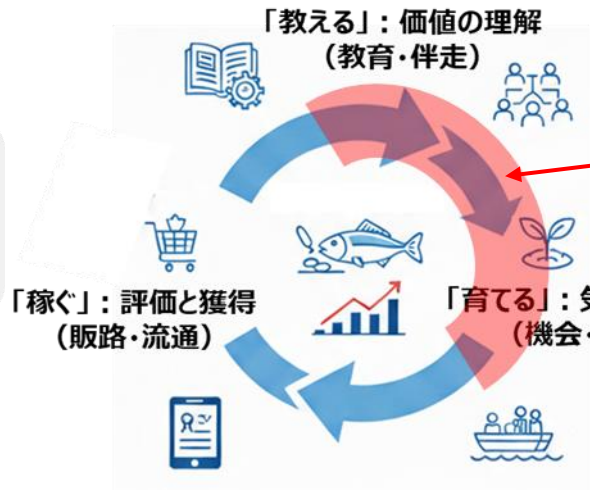 「教える」：価値の理解
（教育・伴走）
「稼ぐ」：評価と獲得
（販路・流通）
「育てる」：
（機会・